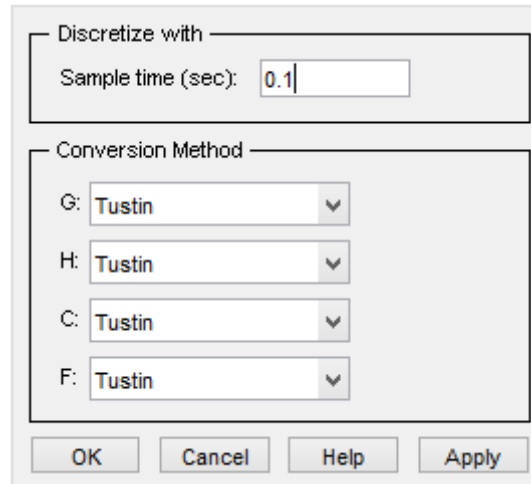 Discretize with
Sample time (sec): 0.1
Conversion Method
G: Tustin
H: Tustin
C: Tustin
F: Tustin
OK Cancel Help Apply